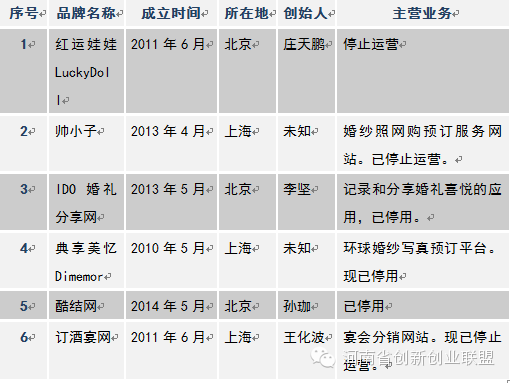 序号 品牌名称 成立时间 所在地 创始人 主营业务
1 红运娃娃 2011 年 6 月 北京 庄天鹏 停止运营
LuckyDol
l
2 帅小子 2013 年 4 月 上海 未知 婚纱照网购预订服务网
站。已停止运营。
3 IDO 婚礼 2013 年 5 月 北京 李坚 记录和分享婚礼喜悦的应
分享网 用，已停用。
4 典享美忆 2010 年 5 月 上海 未知 环球婚纱写真预订平台。
Dimemor 现已停用
5 酷结网 2014 年 5 月 北京 孙珈 已停用
6 订酒宴网 2011 年 6 月 上海 王化波 宴会分销网站。现已停止
运营。
河南省创新创业联盟